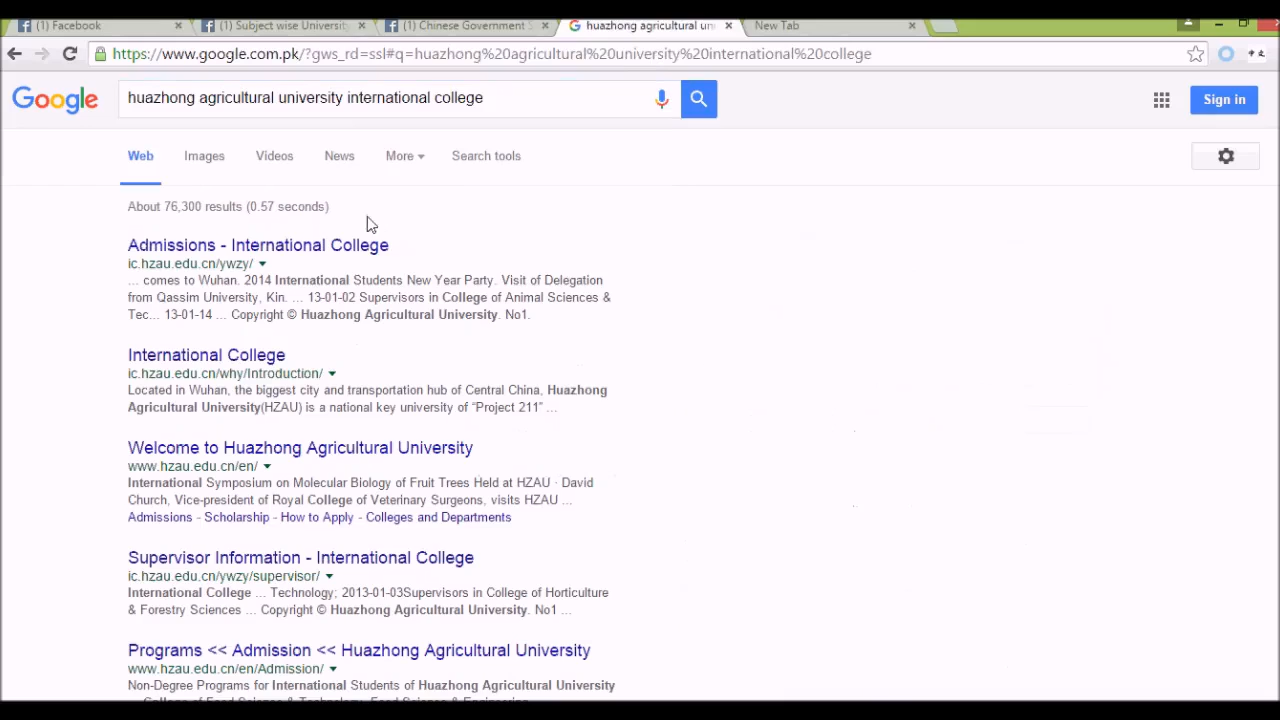 (1) Facebook
(1) Subject wise University
(1) Chinese Government S
huazhong agricultural un
New Tab
https://www.google.com.pk/?gws_rd=ssl#q=huazhong%20agricultural%20university%20international%20college
Google
huazhong agricultural university international college
Sign in
Web Images Videos News More Search tools
About 76,300 results (0.57 seconds)
Admissions - International College
ic.hzau.edu.cn/ywzy/
... comes to Wuhan. 2014 International Students New Year Party. Visit of Delegation
from Qassim University, Kin. ... 13-01-02 Supervisors in College of Animal Sciences &
Tec... 13-01-14 ... Copyright © Huazhong Agricultural University. No1.
International College
ic.hzau.edu.cn/why/Introduction/
Located in Wuhan, the biggest city and transportation hub of Central China, Huazhong
Agricultural University(HZAU) is a national key university of “Project 211” ...
Welcome to Huazhong Agricultural University
www.hzau.edu.cn/en/
International Symposium on Molecular Biology of Fruit Trees Held at HZAU · David
Church, Vice-president of Royal College of Veterinary Surgeons, visits HZAU ...
Admissions - Scholarship - How to Apply - Colleges and Departments
Supervisor Information - International College
ic.hzau.edu.cn/ywzy/supervisor/
International College ... Technology; 2013-01-03Supervisors in College of Horticulture
& Forestry Sciences ... Copyright © Huazhong Agricultural University. No1 ...
Programs << Admission << Huazhong Agricultural University
www.hzau.edu.cn/en/Admission/
Non-Degree Programs for International Students of Huazhong Agricultural University